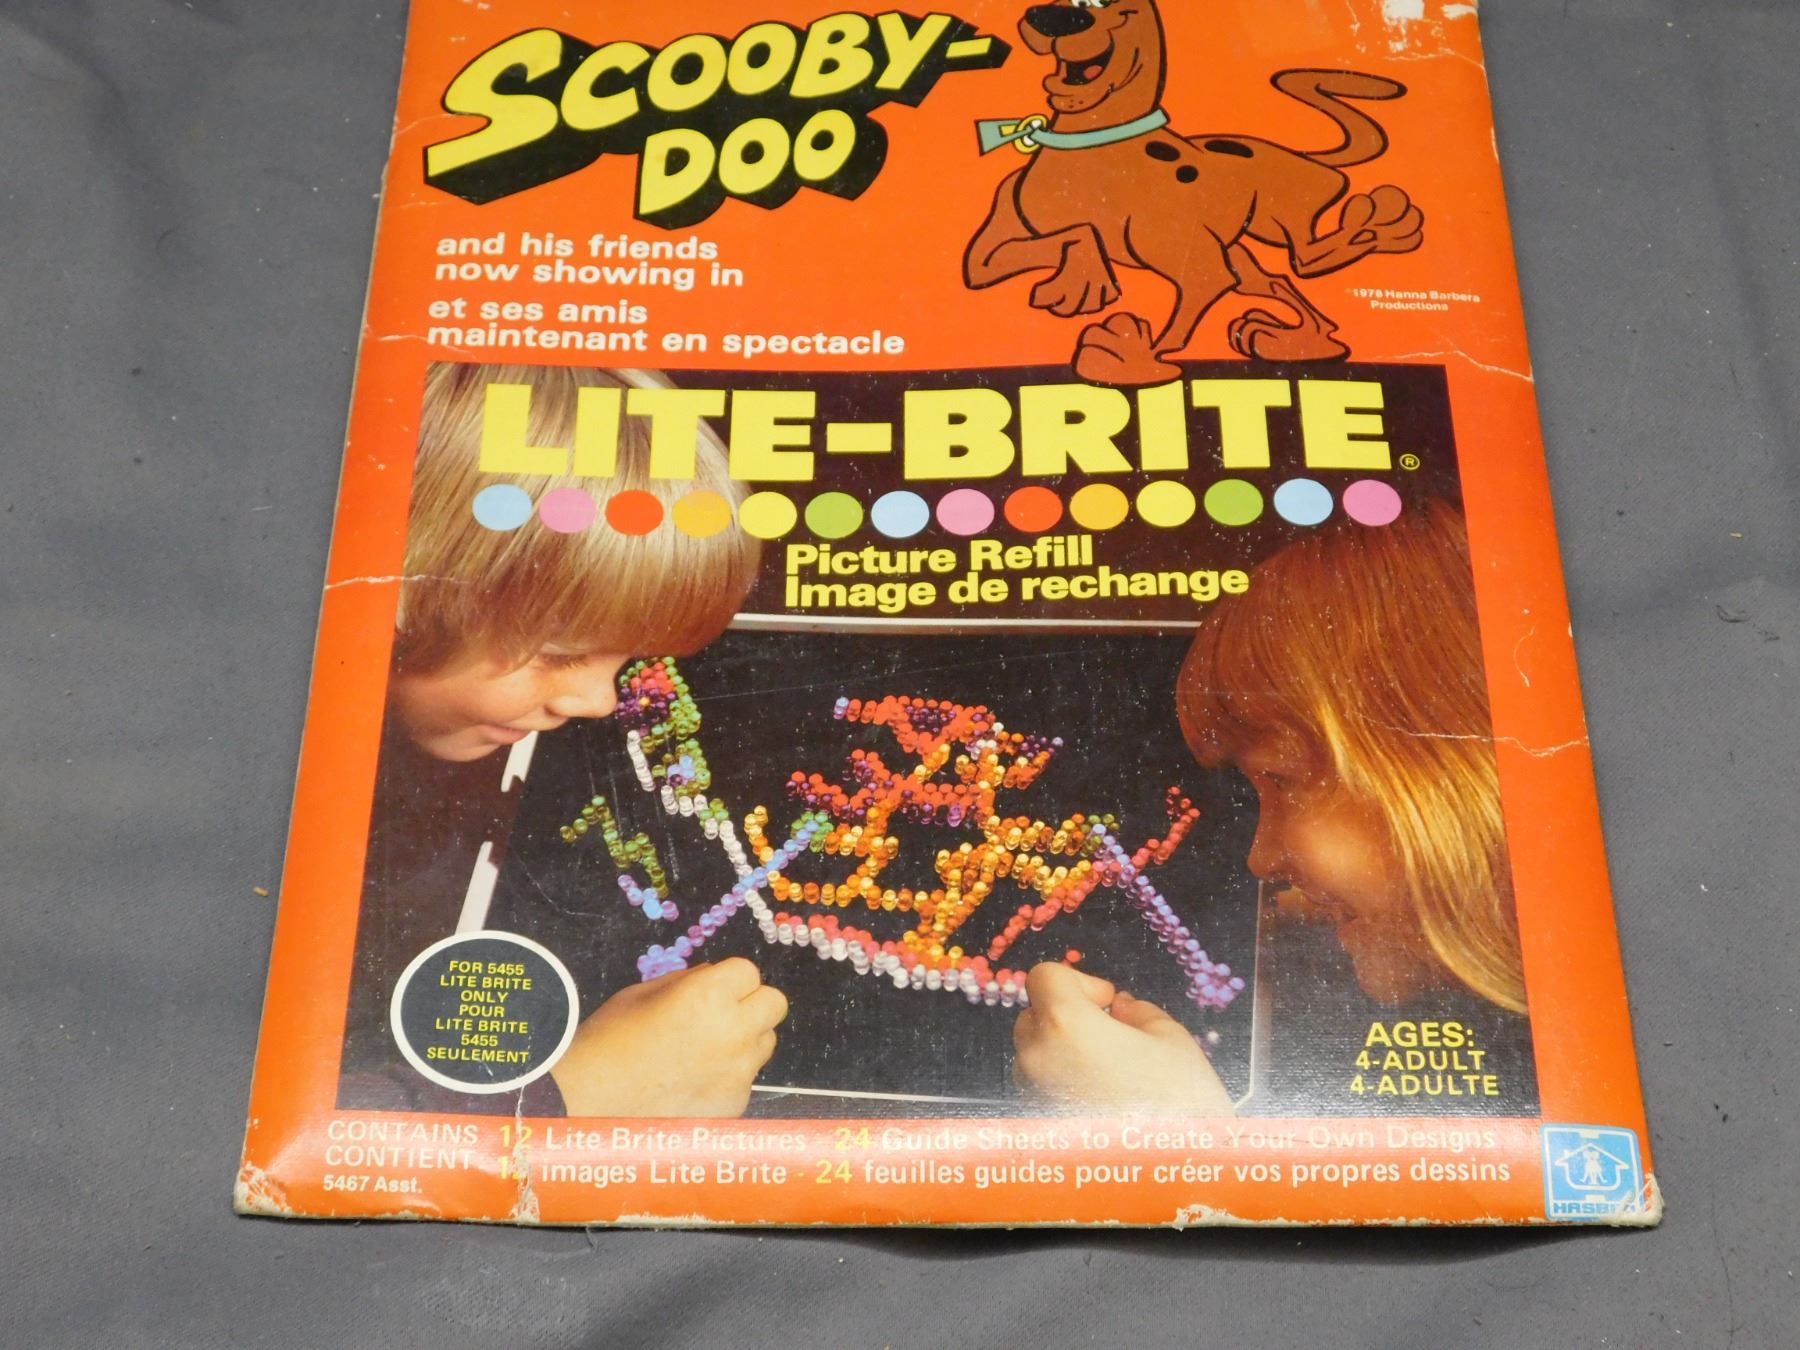 SCOOBY-
DOO
and his friends
now showing in
et ses amis
maintenant en spectacle
©1978 Hanna Barbera
Productions
LITE-BRITE®
Picture Refill
Image de rechange
FOR 5455
LITE BRITE
ONLY
POUR
LITE BRITE
5455
SEULEMENT
AGES:
4-ADULT
4-ADULTE
CONTAINS 12 Lite Brite Pictures - 24 Guide Sheets to Create Your Own Designs
CONTIENT 12 images Lite Brite - 24 feuilles guides pour créer vos propres dessins
5467 Asst.
HASBRO